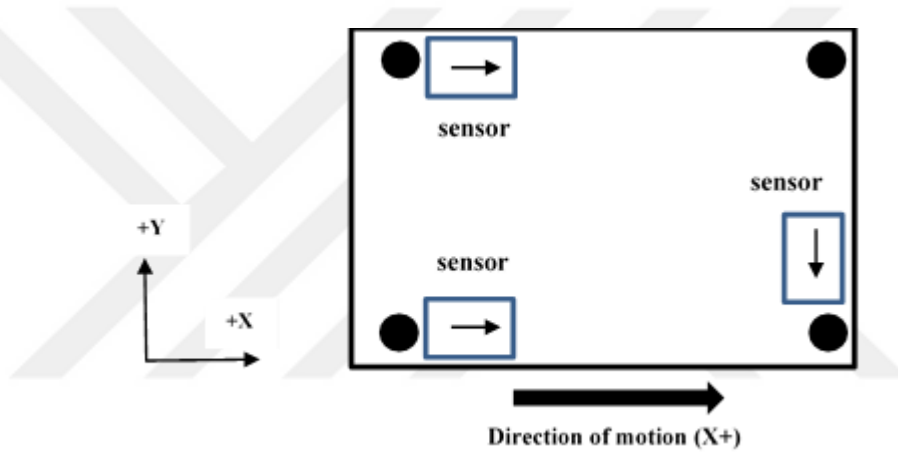 sensor
sensor
+Y
sensor
+X
Direction of motion (X+)